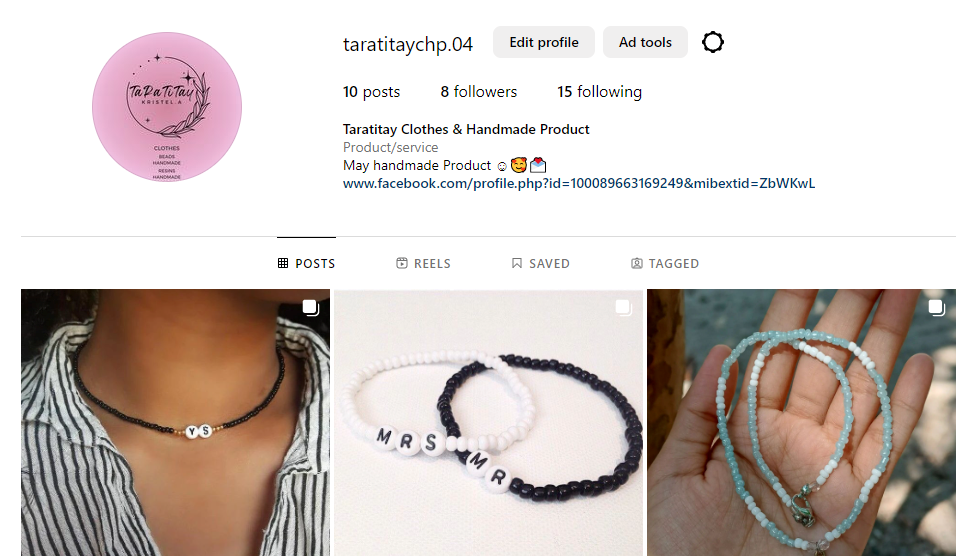 taratitaychp.04
Edit profile
Ad tools
10 posts
8 followers
15 following
Taratitay Clothes & Handmade Product
Product/service
May handmade Product ☺️🥰💌
www.facebook.com/profile.php?id=100089663169249&mibextid=ZbWKwL
TaRaTiTay
KRISTEL.A
CLOTHES
BEADS
HANDMADE
RESINS
HANDMADE
POSTS
REELS
SAVED
TAGGED
YS
MRS
MR